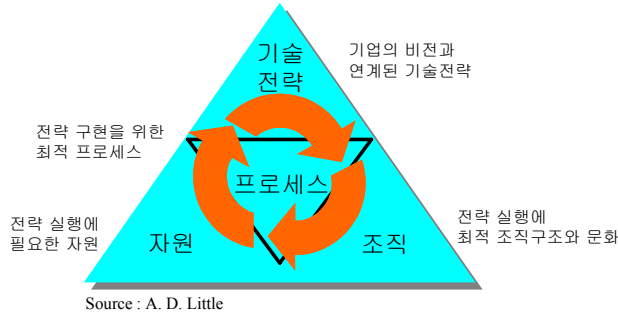 기술
전략
기업의 비전과
연계된 기술전략
전략 구현을 위한
최적 프로세스
프로세스
전략 실행에
필요한 자원
자원
조직
전략 실행에
최적 조직구조와 문화
Source : A. D. Little